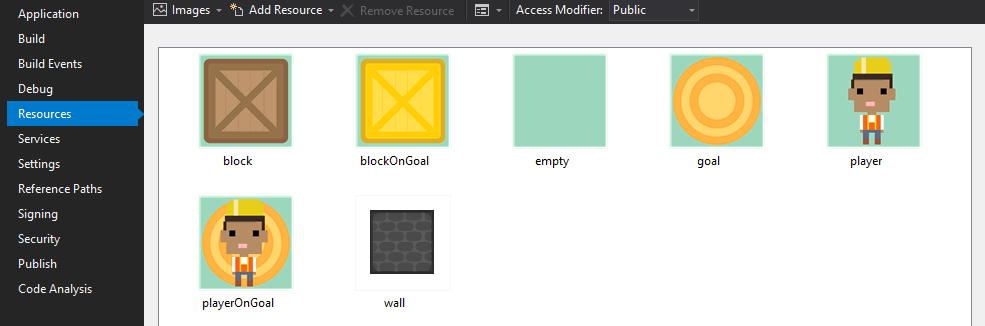 Images
Add Resource
Remove Resource
Access Modifier:
Public
Application
Build
Build Events
Debug
Resources
Services
Settings
Reference Paths
Signing
Security
Publish
Code Analysis
block
blockOnGoal
empty
goal
player
playerOnGoal
wall